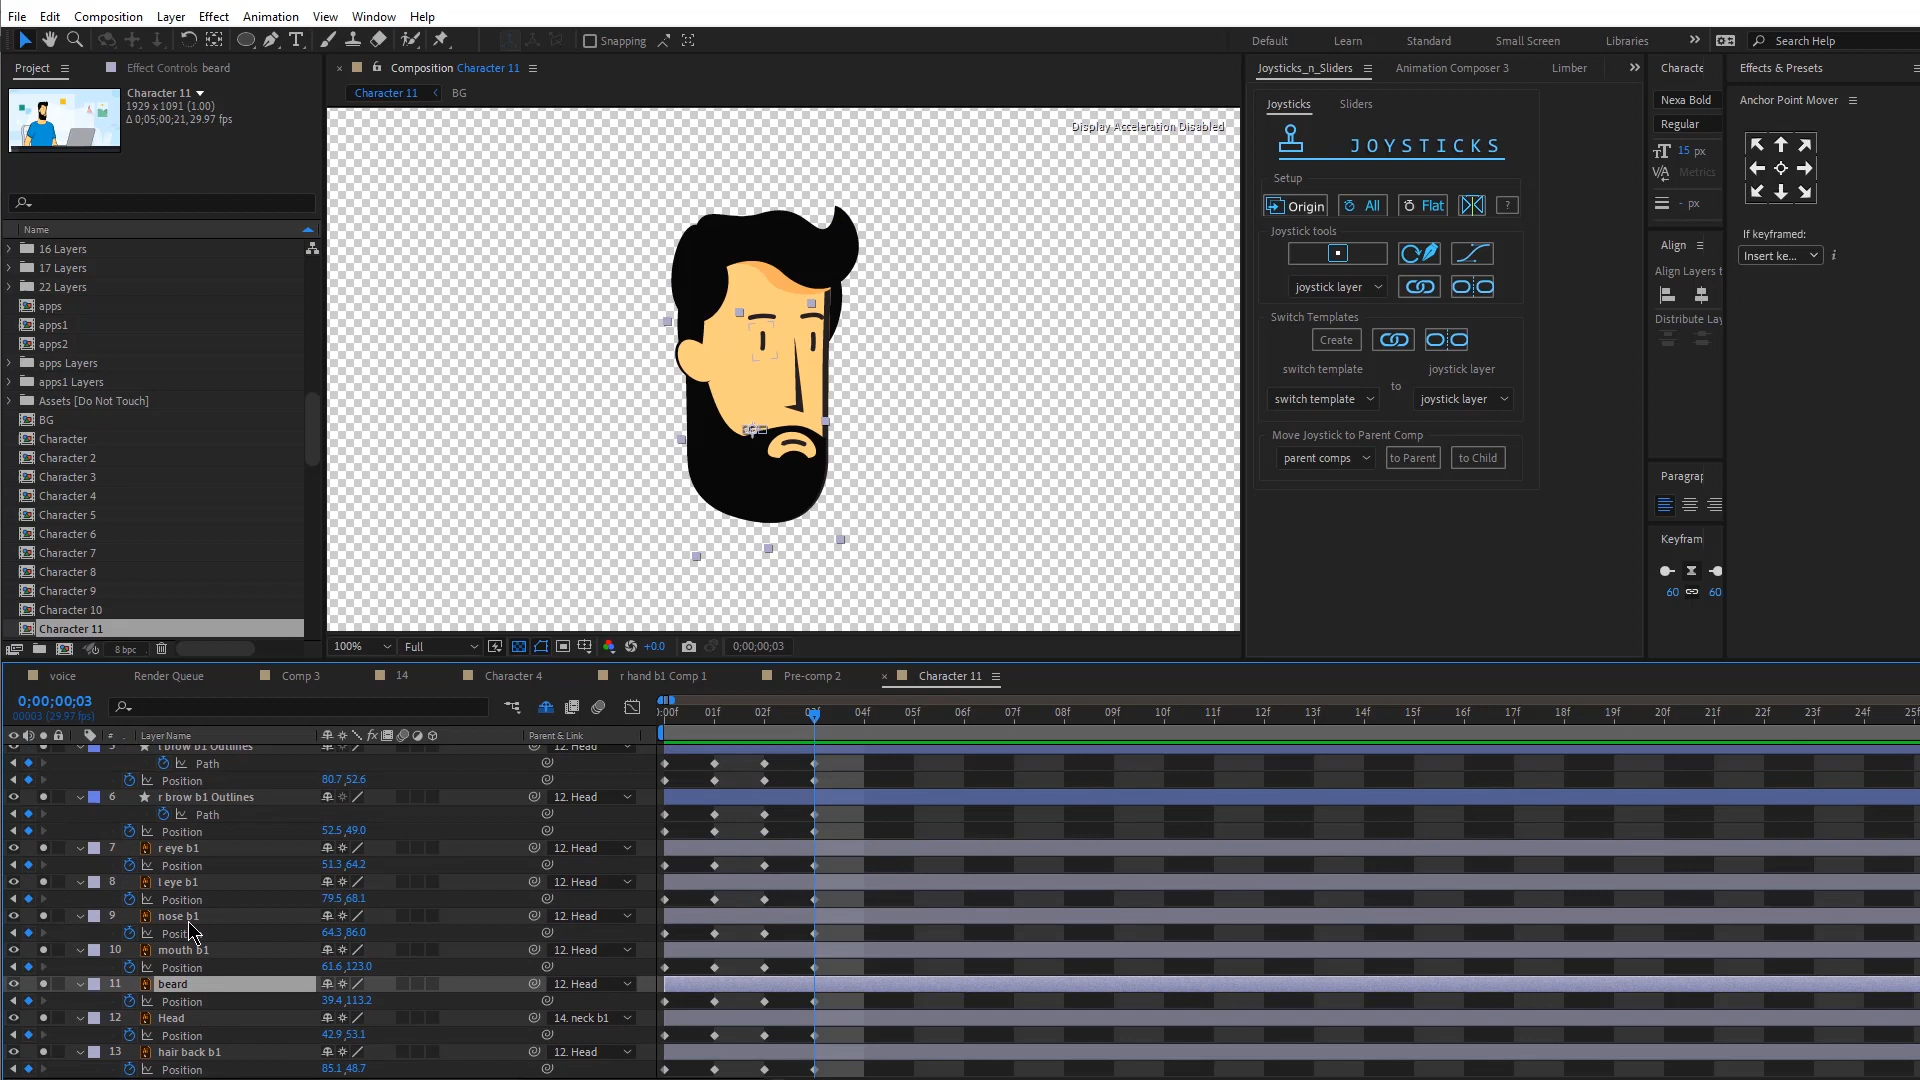 File Edit Composition Layer Effect Animation View Window Help
Snapping
Default Learn Standard Small Screen Libraries Search Help
Project Effect Controls beard
Character 11
1929 x 1091 (1.00)
Δ 0;05;00;21, 29.97 fps
Name
16 Layers
17 Layers
22 Layers
apps
apps1
apps2
apps Layers
apps1 Layers
Assets [Do Not Touch]
BG
Character
Character 2
Character 3
Character 4
Character 5
Character 6
Character 7
Character 8
Character 9
Character 10
Character 11
8 bpc
Composition Character 11
Character 11 BG
Display Acceleration Disabled
100% Full +0.0 0;00;00;03
Joysticks_n_Sliders Animation Composer 3 Limber
Joysticks Sliders
JOYSTICKS
Setup
Origin All Flat ?
Joystick tools
joystick layer
Switch Templates
Create
switch template joystick layer
to
switch template joystick layer
Move Joystick to Parent Comp
parent comps to Parent to Child
Characte
Nexa Bold
Regular
15 px
Metrics
- px
Align
Align Layers t
Distribute Lay
Paragrap
Keyfram
60 60
Effects & Presets
Anchor Point Mover
If keyframed:
Insert ke...
voice Render Queue Comp 3 14 Character 4 r hand b1 Comp 1 Pre-comp 2 Character 11
0;00;00;03
00003 (29.97 fps)
:00f 01f 02f 03f 04f 05f 06f 07f 08f 09f 10f 11f 12f 13f 14f 15f 16f 17f 18f 19f 20f 21f 22f 23f 24f 25f
# Layer Name Parent & Link
5 l brow b1 Outlines 12. Head
Path
Position 80.7,52.6
6 r brow b1 Outlines 12. Head
Path
Position 52.5,49.0
7 r eye b1 12. Head
Position 51.3,64.2
8 l eye b1 12. Head
Position 79.5,68.1
9 nose b1 12. Head
Position 64.3,86.0
10 mouth b1 12. Head
Position 61.6,123.0
11 beard 12. Head
Position 39.4,113.2
12 Head 14. neck b1
Position 42.9,53.1
13 hair back b1 12. Head
Position 85.1,48.7